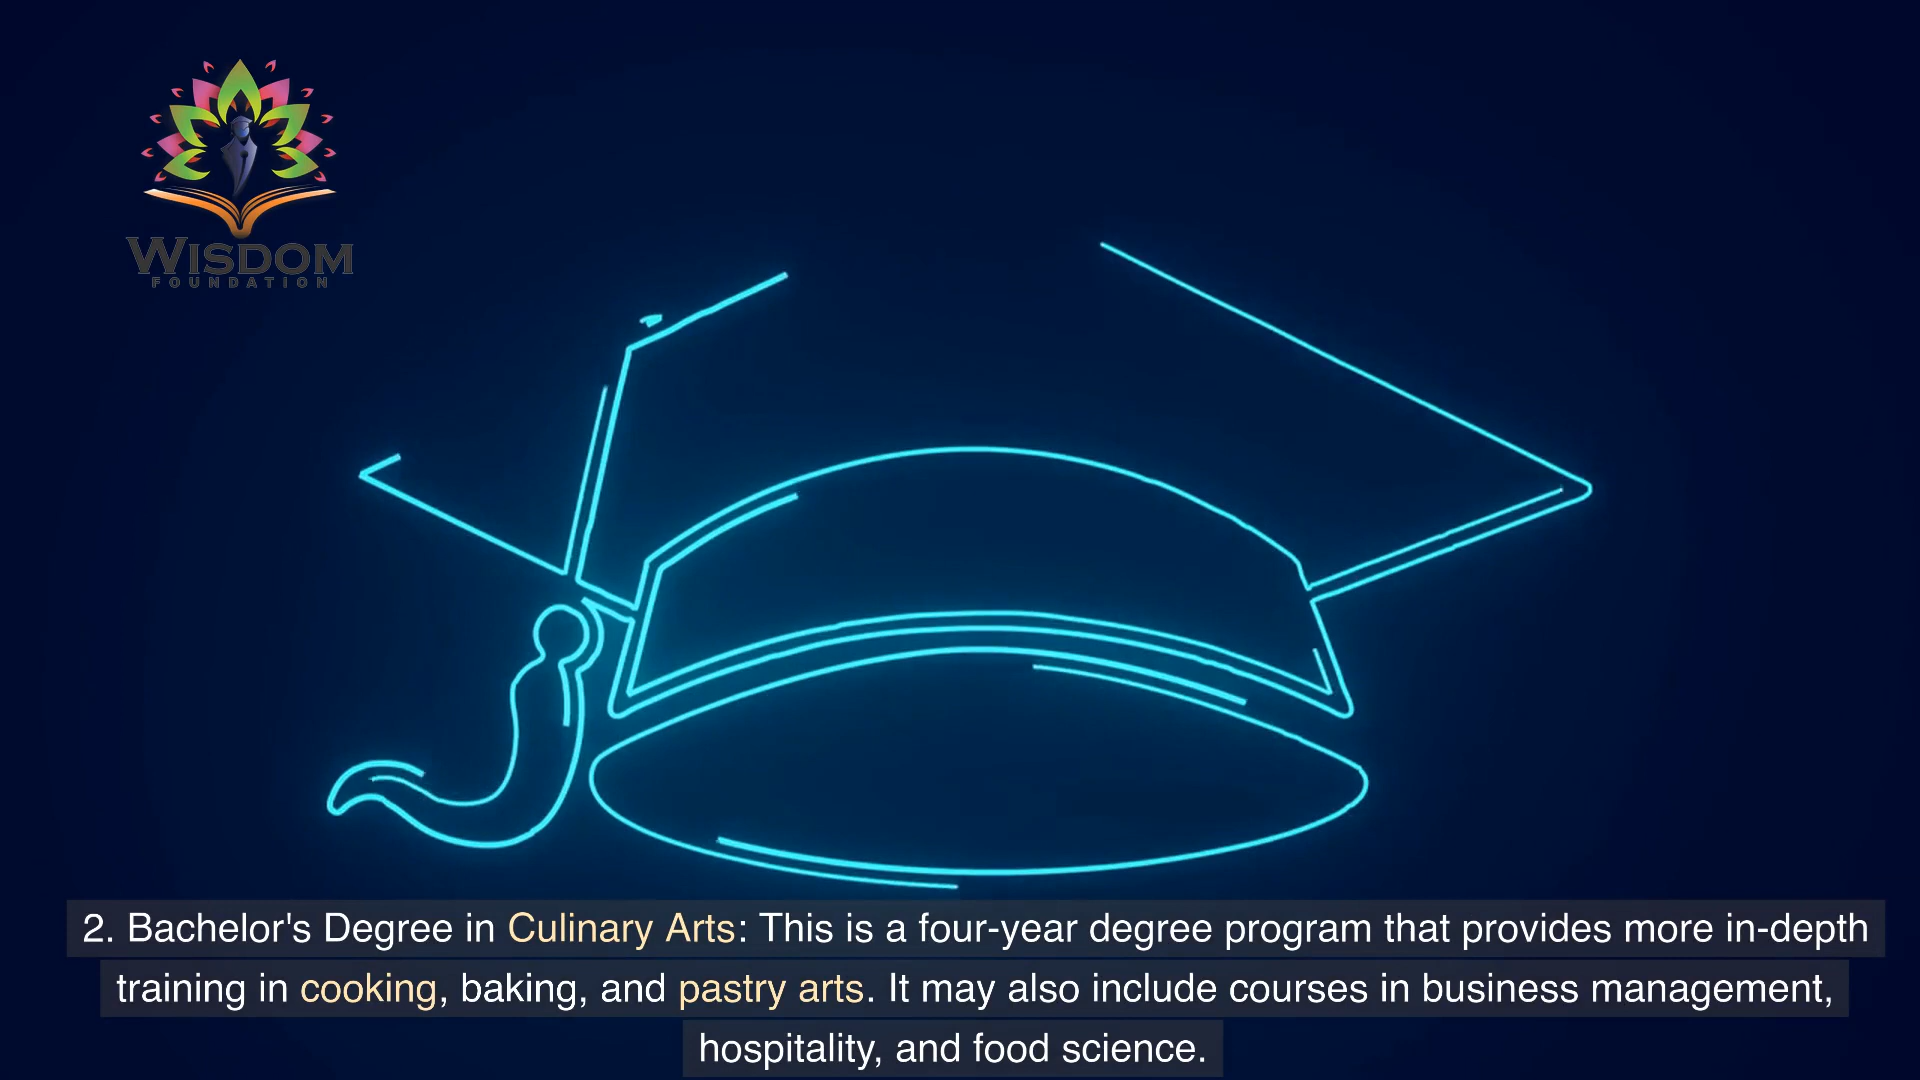 WISDOM
FOUNDATION
2. Bachelor's Degree in Culinary Arts: This is a four-year degree program that provides more in-depth
training in cooking, baking, and pastry arts. It may also include courses in business management,
hospitality, and food science.